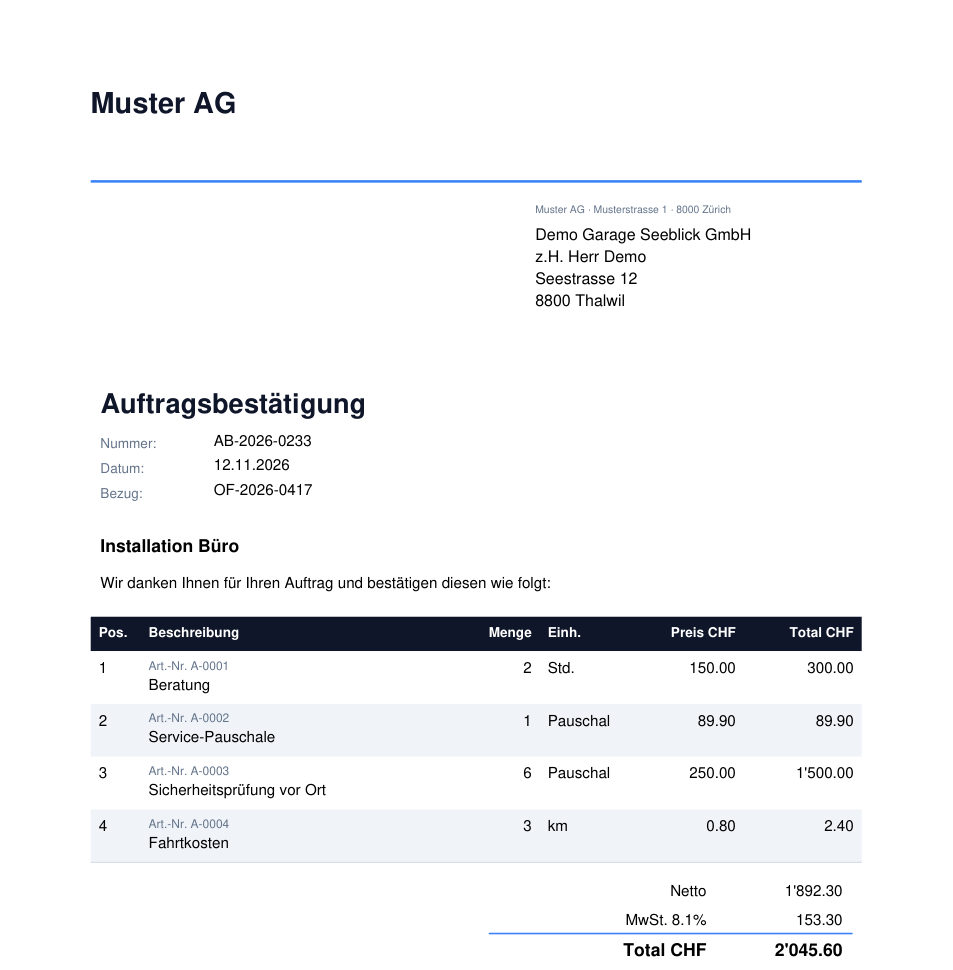 Muster AG
Muster AG · Musterstrasse 1 · 8000 Zürich
Demo Garage Seeblick GmbH
z.H. Herr Demo
Seestrasse 12
8800 Thalwil
Auftragsbestätigung
Nummer: AB-2026-0233
Datum: 12.11.2026
Bezug: OF-2026-0417
Installation Büro
Wir danken Ihnen für Ihren Auftrag und bestätigen diesen wie folgt:
Pos. Beschreibung Menge Einh. Preis CHF Total CHF
1 Art.-Nr. A-0001 2 Std. 150.00 300.00
Beratung
2 Art.-Nr. A-0002 1 Pauschal 89.90 89.90
Service-Pauschale
3 Art.-Nr. A-0003 6 Pauschal 250.00 1'500.00
Sicherheitsprüfung vor Ort
4 Art.-Nr. A-0004 3 km 0.80 2.40
Fahrtkosten
Netto 1'892.30
MwSt. 8.1% 153.30
Total CHF 2'045.60